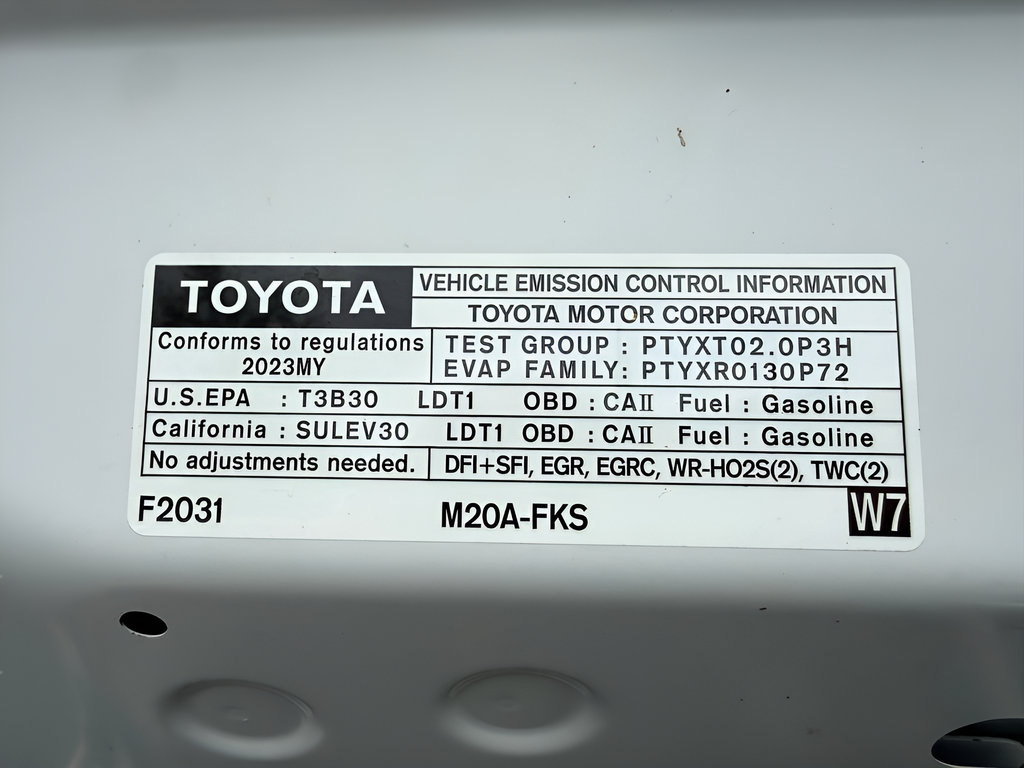 TOYOTA
VEHICLE EMISSION CONTROL INFORMATION
TOYOTA MOTOR CORPORATION
Conforms to regulations
2023MY
TEST GROUP : PTYXT02.0P3H
EVAP FAMILY: PTYXR0130P72
U.S.EPA : T3B30 LDT1 OBD : CAⅡ Fuel : Gasoline
California : SULEV30 LDT1 OBD : CAⅡ Fuel : Gasoline
No adjustments needed. DFI+SFI, EGR, EGRC, WR-HO2S(2), TWC(2)
F2031 M20A-FKS W7